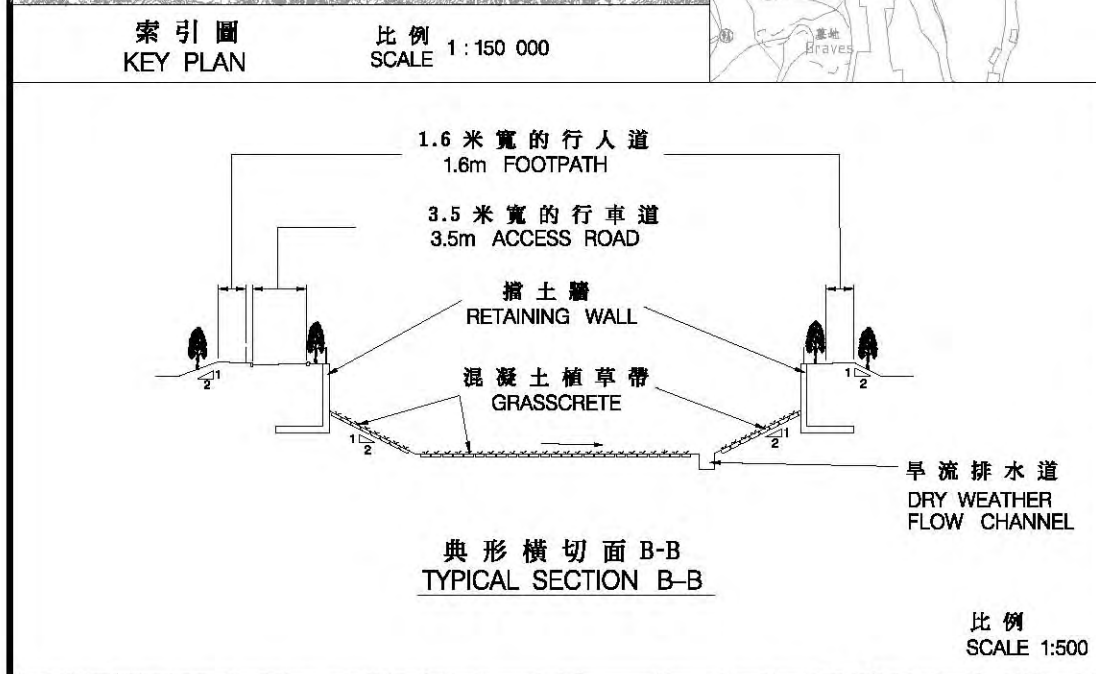 索引圖
KEY PLAN
比例
SCALE 1 : 150 000
墓地
Graves
1.6 米寬的行人道
1.6m FOOTPATH
3.5 米寬的行車道
3.5m ACCESS ROAD
擋土牆
RETAINING WALL
混凝土植草帶
GRASSCRETE
1
2
1
2
1
2
1
2
旱流排水道
DRY WEATHER
FLOW CHANNEL
典形橫切面 B-B
TYPICAL SECTION B–B
比例
SCALE 1:500